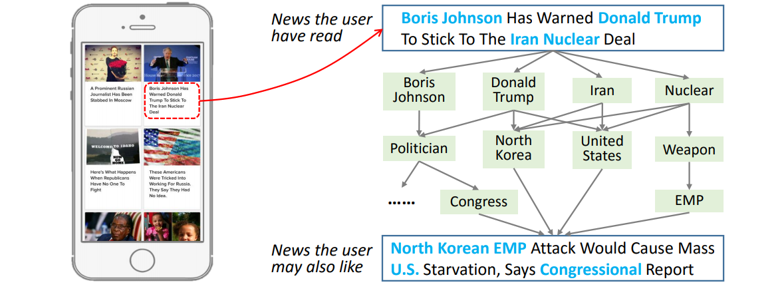 News the user
have read
Boris Johnson Has Warned Donald Trump
To Stick To The Iran Nuclear Deal
A Prominent Russian
Journalist Has Been
Stabbed In Moscow
Boris Johnson Has
Warned Donald
Trump To Stick To
The Iran Nuclear
Deal
WELCOME TO IDAHO
Here's What Happens
When Republicans
Have No One To
Fight
These Americans
Were Tricked Into
Working For Russia.
They Say They Had
No Idea.
Boris
Johnson
Donald
Trump
Iran
Nuclear
Politician
North
Korea
United
States
Weapon
......
Congress
EMP
News the user
may also like
North Korean EMP Attack Would Cause Mass
U.S. Starvation, Says Congressional Report